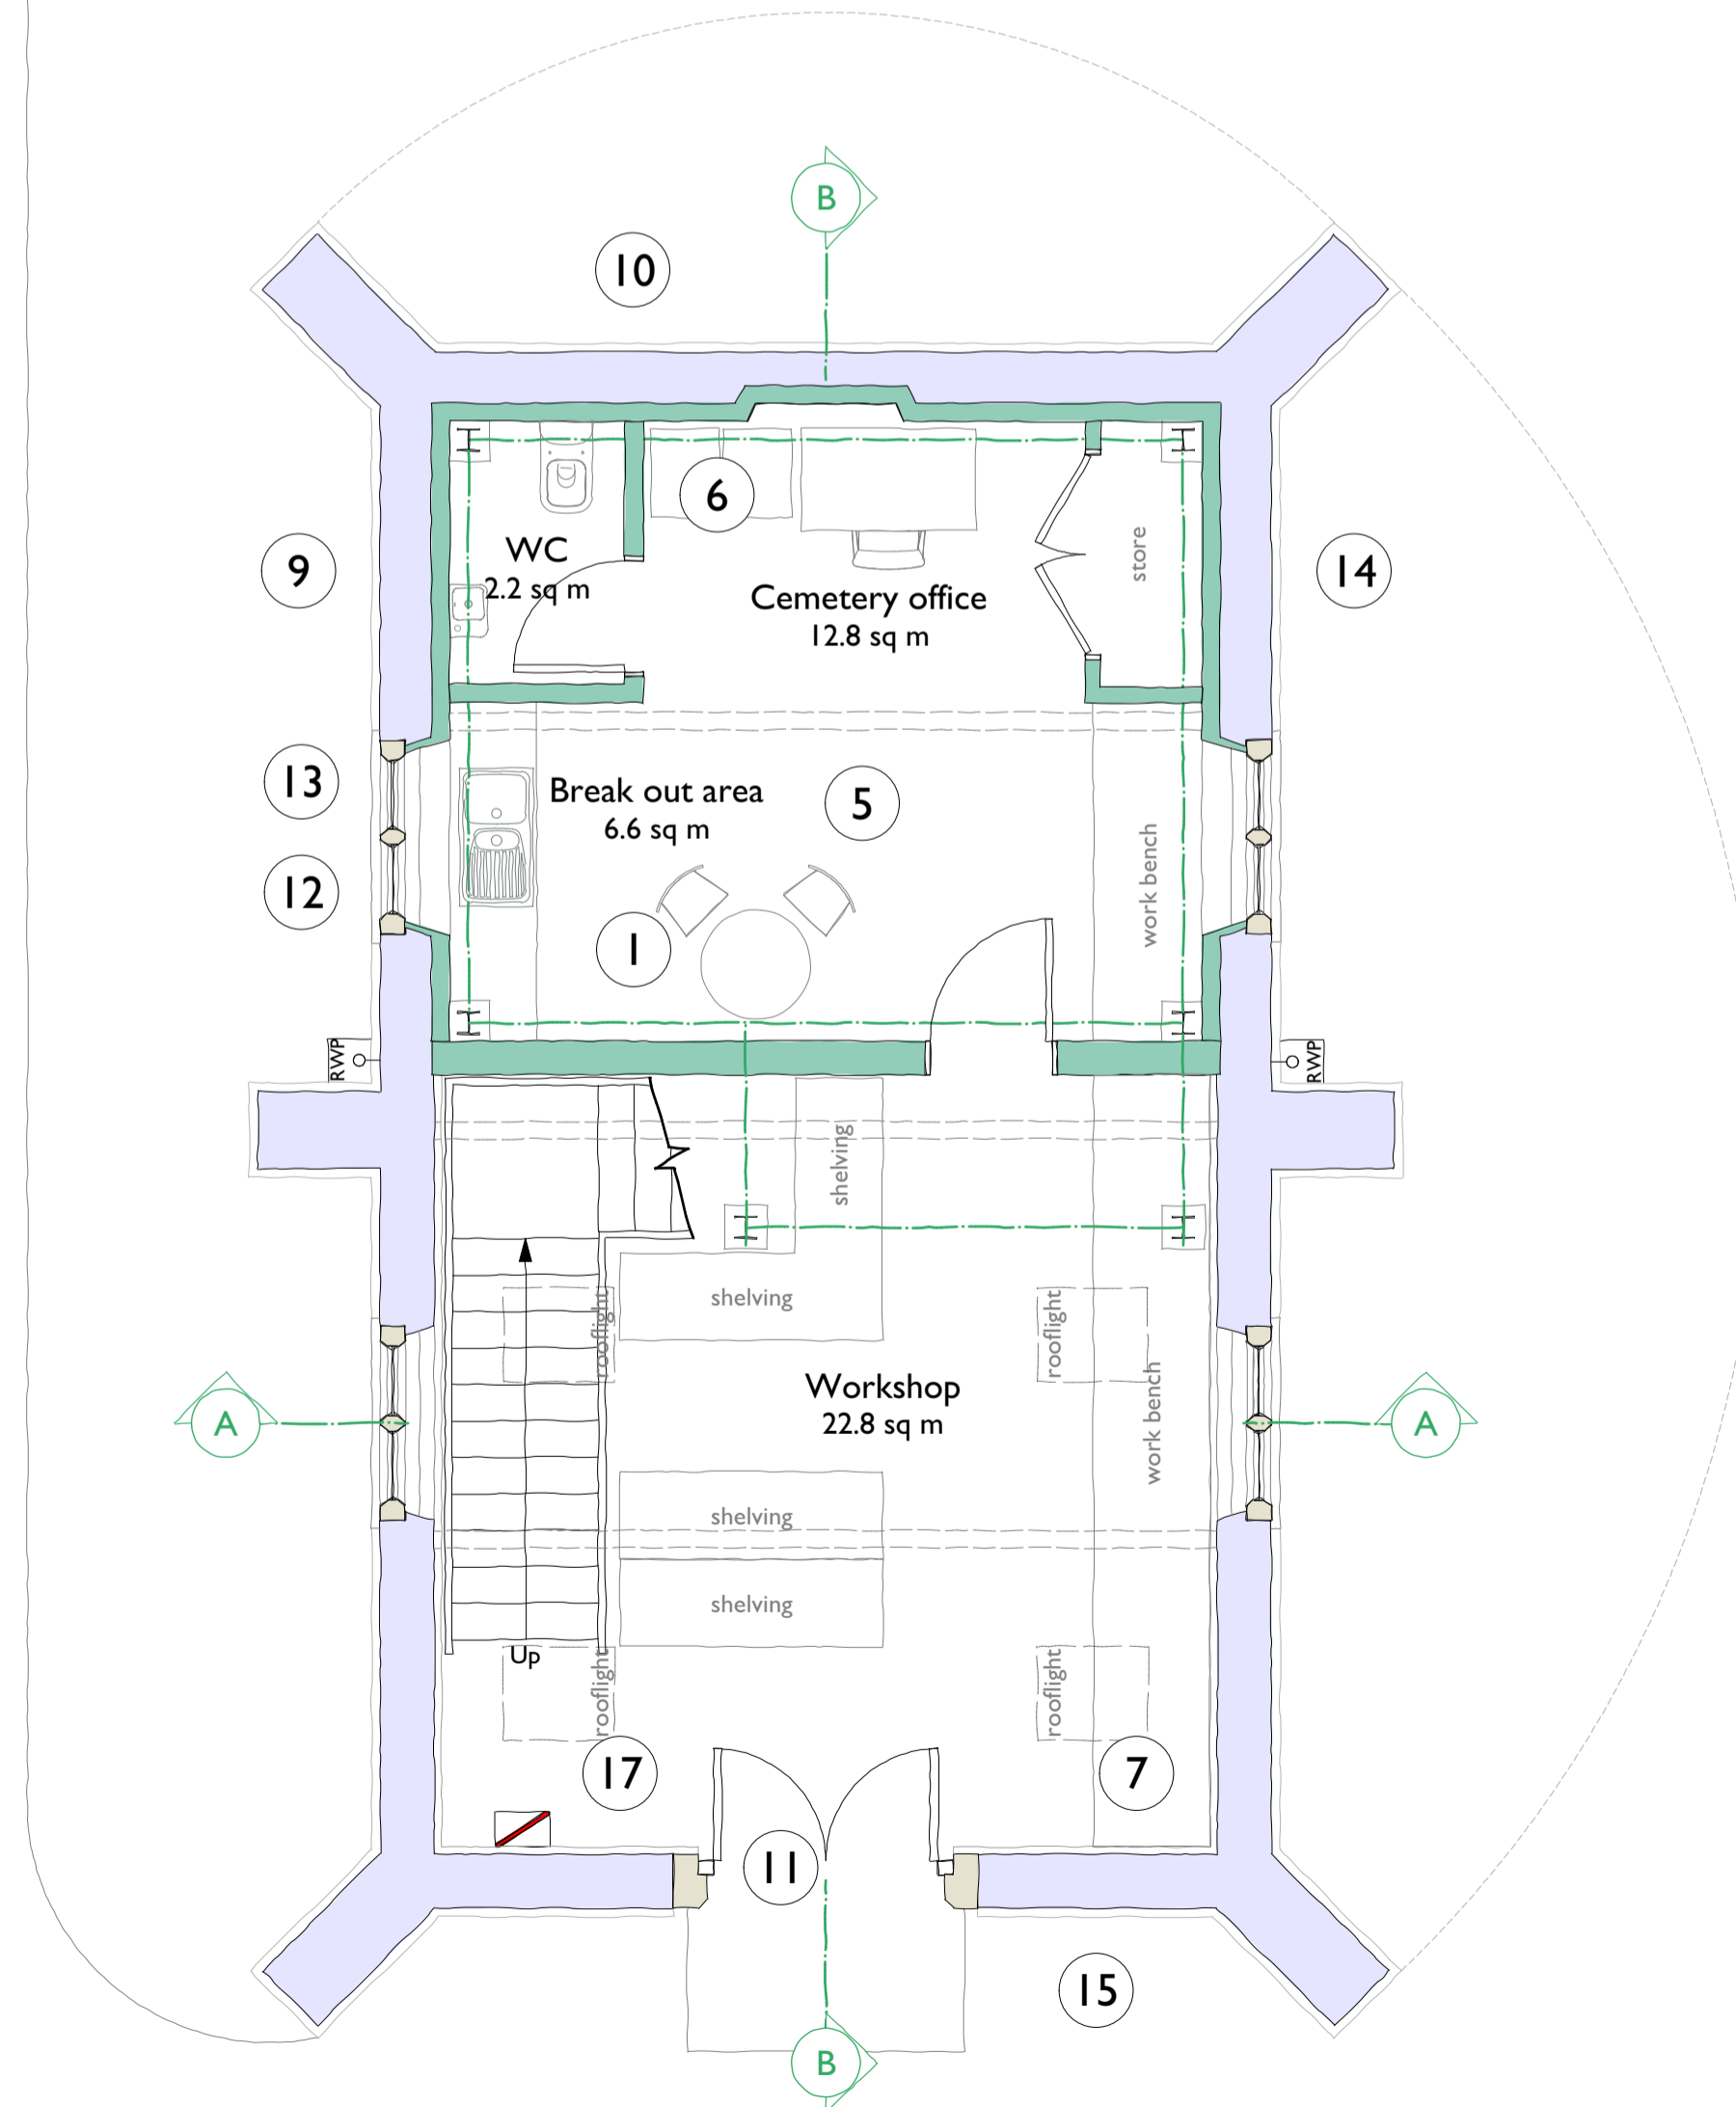 B
10
6
WC
2.2 sq m
9
14
store
Cemetery office
12.8 sq m
13
Break out area
6.6 sq m
5
12
work bench
1
RWP
RWP
shelving
shelving
rooflight
rooflight
Workshop
22.8 sq m
work bench
A
A
shelving
shelving
Up
rooflight
rooflight
17
7
11
15
B